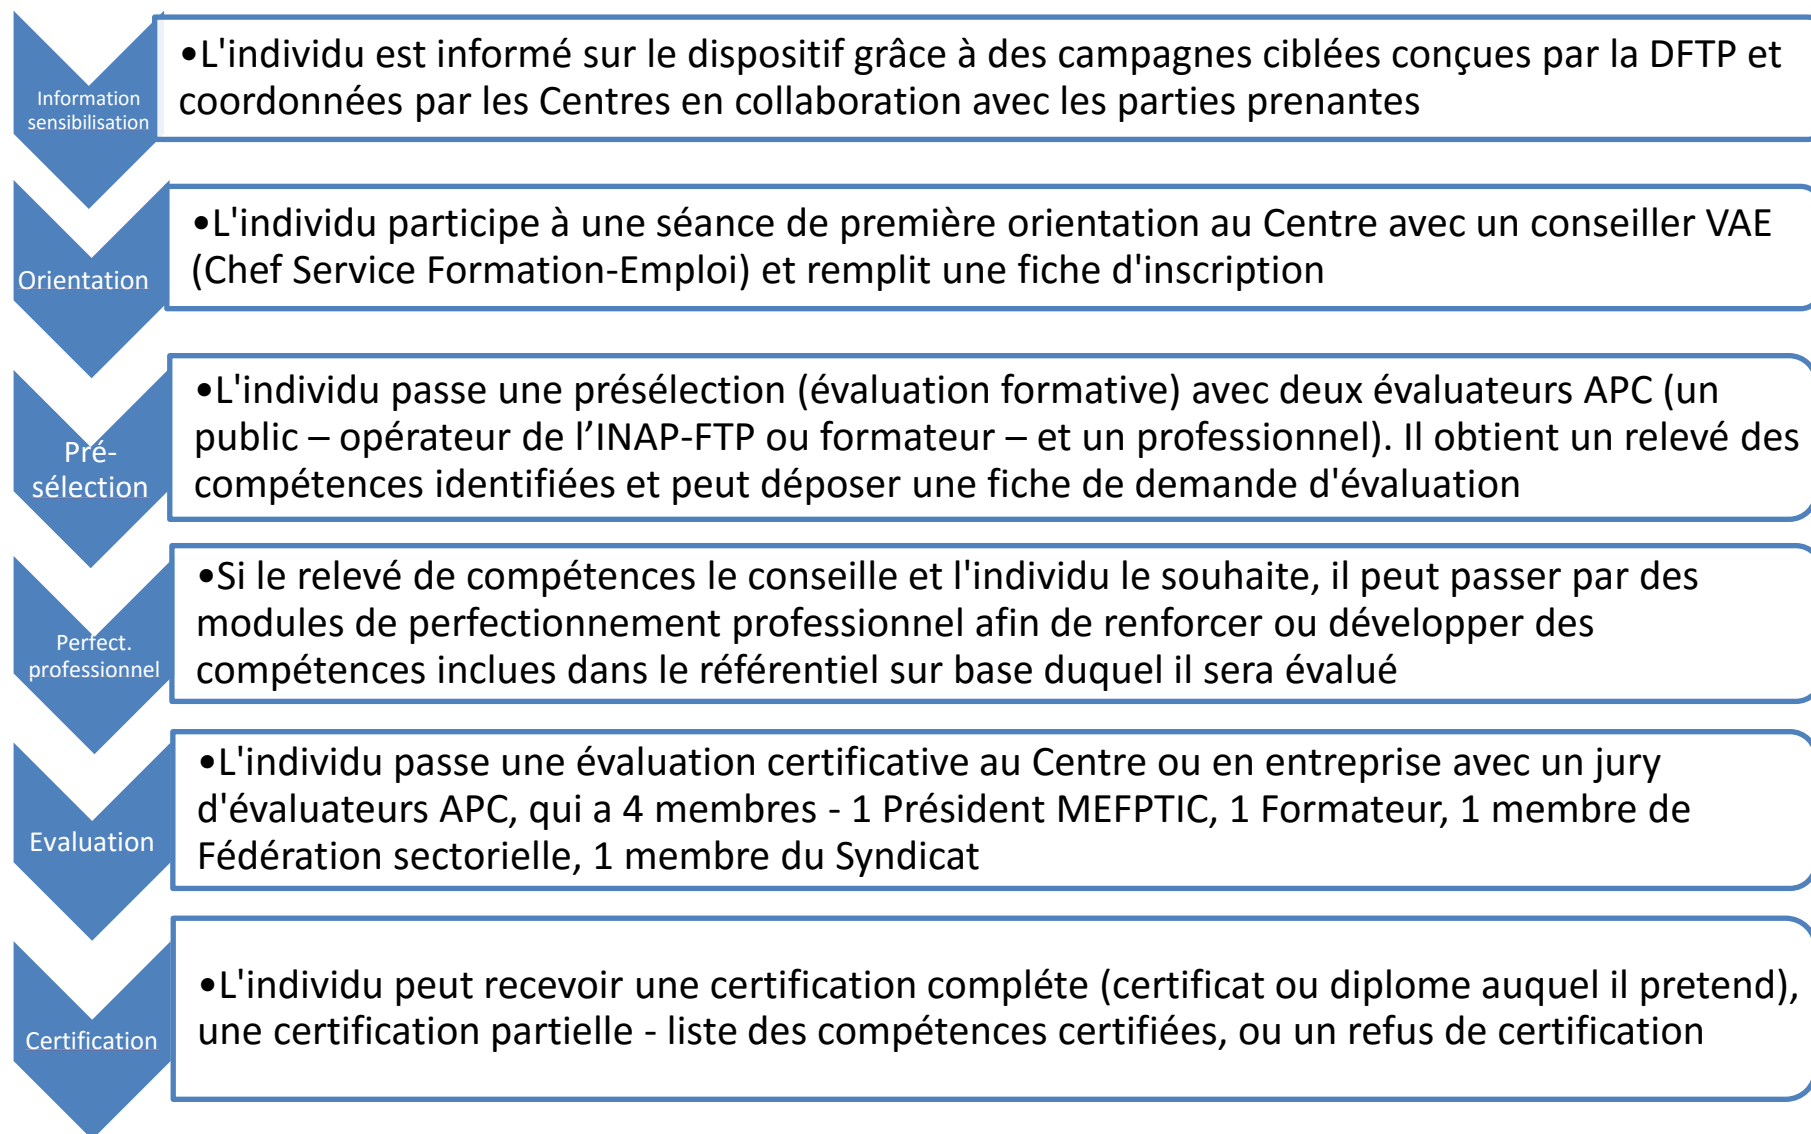 Information
sensibilisation
•L'individu est informé sur le dispositif grâce à des campagnes ciblées conçues par la DFTP et
coordonnées par les Centres en collaboration avec les parties prenantes
Orientation
•L'individu participe à une séance de première orientation au Centre avec un conseiller VAE
(Chef Service Formation-Emploi) et remplit une fiche d'inscription
Pré-
sélection
•L'individu passe une présélection (évaluation formative) avec deux évaluateurs APC (un
public – opérateur de l’INAP-FTP ou formateur – et un professionnel). Il obtient un relevé des
compétences identifiées et peut déposer une fiche de demande d'évaluation
Perfect.
professionnel
•Si le relevé de compétences le conseille et l'individu le souhaite, il peut passer par des
modules de perfectionnement professionnel afin de renforcer ou développer des
compétences inclues dans le référentiel sur base duquel il sera évalué
Evaluation
•L'individu passe une évaluation certificative au Centre ou en entreprise avec un jury
d'évaluateurs APC, qui a 4 membres - 1 Président MEFPTIC, 1 Formateur, 1 membre de
Fédération sectorielle, 1 membre du Syndicat
Certification
•L'individu peut recevoir une certification compléte (certificat ou diplome auquel il pretend),
une certification partielle - liste des compétences certifiées, ou un refus de certification